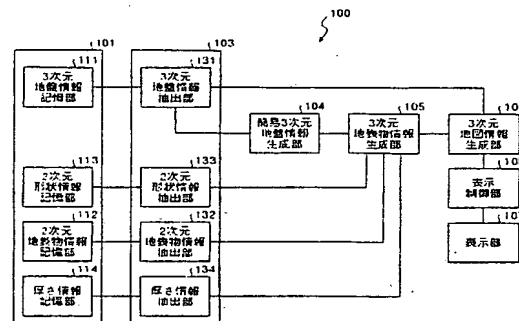 100
101
103
111
3次元
地盤情報
記憶部
131
3次元
地盤情報
抽出部
104
簡易3次元
地盤情報
生成部
105
3次元
地表物情報
生成部
3次元
地図情報
生成部
113
2次元
形状情報
記憶部
133
2次元
形状情報
抽出部
表示
制御部
112
2次元
地表物情報
記憶部
132
2次元
地表物情報
抽出部
表示部
114
厚さ情報
記憶部
134
厚さ情報
抽出部